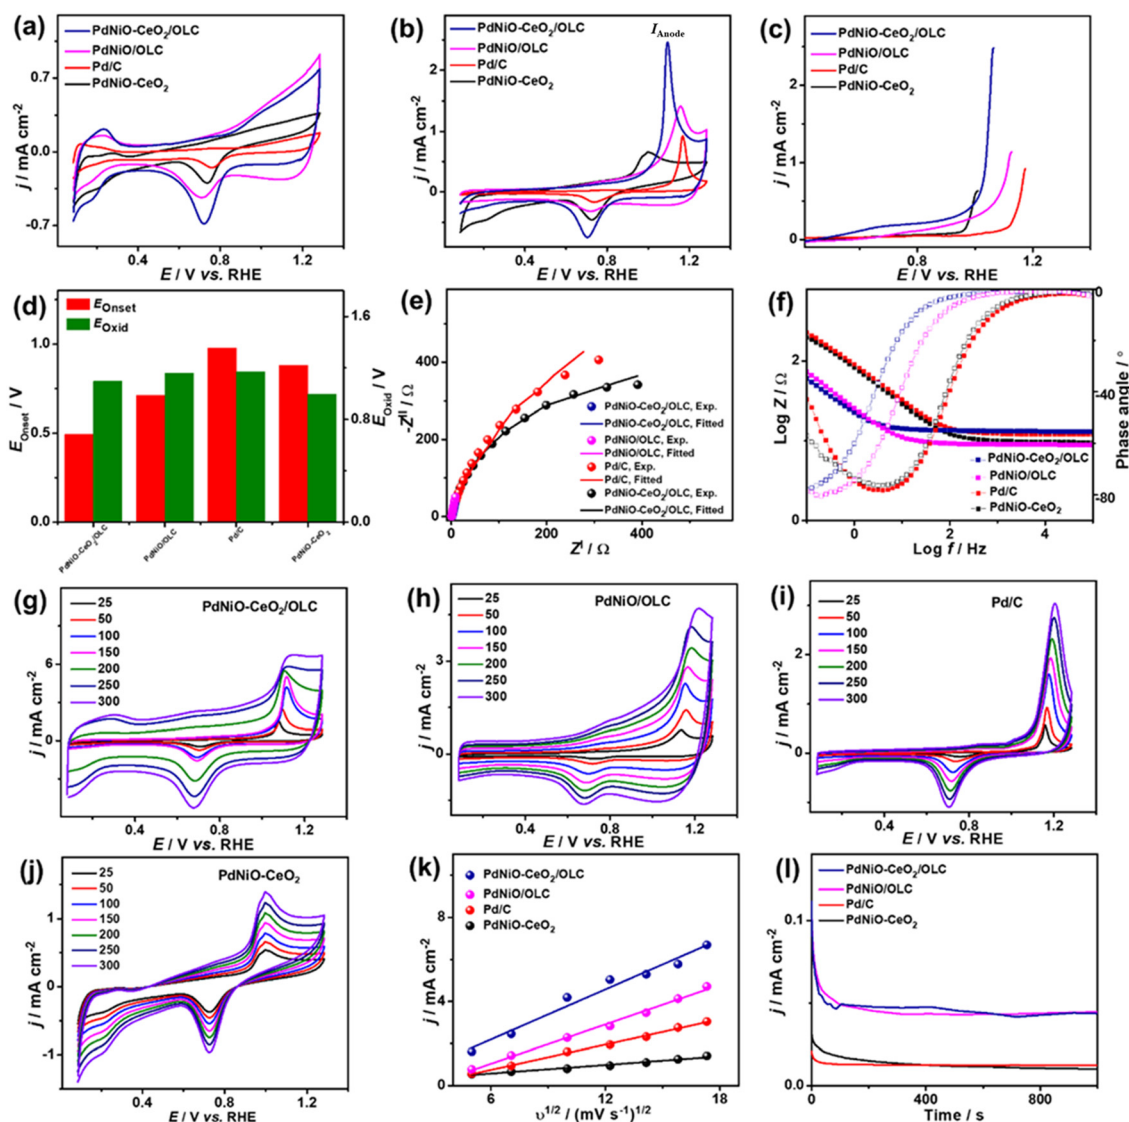 (a)
PdNiO-CeO2/OLC
PdNiO/OLC
Pd/C
PdNiO-CeO2
0.7
0.0
-0.7
j / mA cm-2
0.4
0.8
1.2
E / V vs. RHE
(b)
PdNiO-CeO2/OLC
PdNiO/OLC
Pd/C
PdNiO-CeO2
IAnode
2
1
0
j / mA cm-2
0.4
0.8
1.2
E / V vs. RHE
(c)
PdNiO-CeO2/OLC
PdNiO/OLC
Pd/C
PdNiO-CeO2
2
1
0
j / mA cm-2
0.6
0.9
1.2
E / V vs. RHE
(d)
EOnset
EOxid
1.0
0.5
0.0
EOnset / V
1.6
0.8
0.0
EOxid / V
PdNiO-CeO2/OLC
PdNiO/OLC
Pd/C
PdNiO-CeO2
(e)
400
200
0
-ZII / Ω
PdNiO-CeO2/OLC, Exp.
PdNiO-CeO2/OLC, Fitted
PdNiO/OLC, Exp.
PdNiO/OLC, Fitted
Pd/C, Exp.
Pd/C, Fitted
PdNiO-CeO2/OLC, Exp.
PdNiO-CeO2/OLC, Fitted
0
200
400
600
ZI / Ω
(f)
2
0
Log Z / Ω
0
-40
-80
Phase angle / °
PdNiO-CeO2/OLC
PdNiO/OLC
Pd/C
PdNiO-CeO2
0
2
4
Log f / Hz
(g)
25
50
100
150
200
250
300
PdNiO-CeO2/OLC
6
0
j / mA cm-2
0.4
0.8
1.2
E / V vs. RHE
(h)
25
50
100
150
200
250
300
PdNiO/OLC
3
0
j / mA cm-2
0.4
0.8
1.2
E / V vs. RHE
(i)
25
50
100
150
200
250
300
Pd/C
2
1
0
j / mA cm-2
0.4
0.8
1.2
E / V vs. RHE
(j)
25
50
100
150
200
250
300
PdNiO-CeO2
1
0
-1
j / mA cm-2
0.4
0.8
1.2
E / V vs. RHE
(k)
PdNiO-CeO2/OLC
PdNiO/OLC
Pd/C
PdNiO-CeO2
8
4
0
j / mA cm-2
6
12
18
υ1/2 / (mV s-1)1/2
(l)
PdNiO-CeO2/OLC
PdNiO/OLC
Pd/C
PdNiO-CeO2
0.1
0.0
j / mA cm-2
0
400
800
Time / s